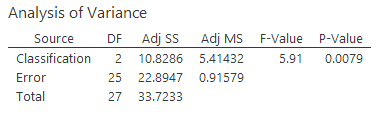 Analysis of Variance
Source DF Adj SS Adj MS F-Value P-Value
Classification 2 10.8286 5.41432 5.91 0.0079
Error 25 22.8947 0.91579
Total 27 33.7233